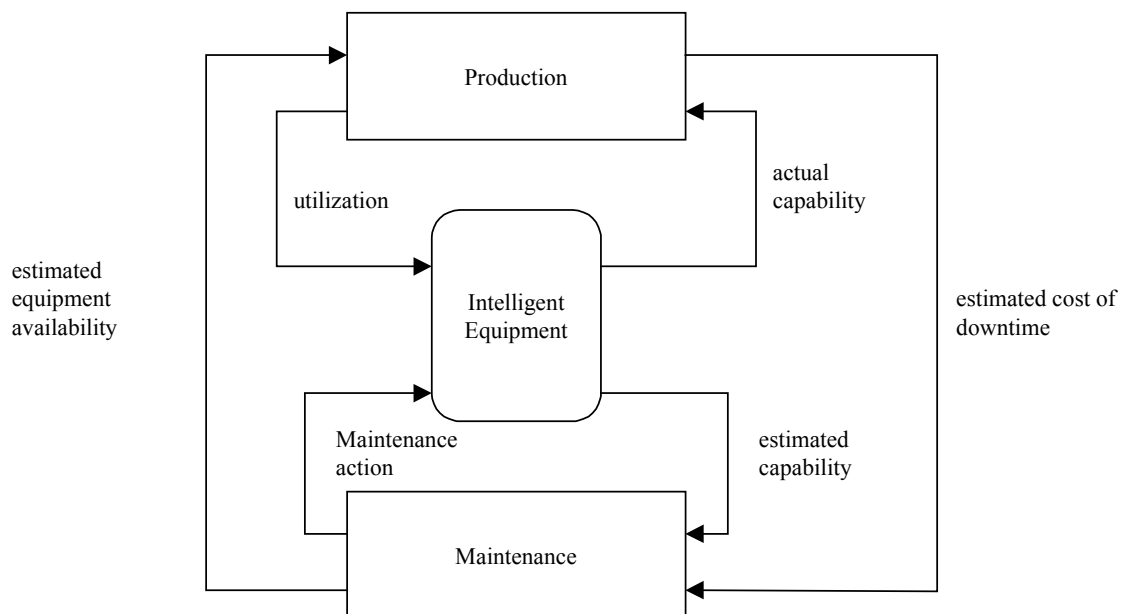 Production
utilization
actual
capability
estimated
equipment
availability
Intelligent
Equipment
estimated cost of
downtime
Maintenance
action
estimated
capability
Maintenance